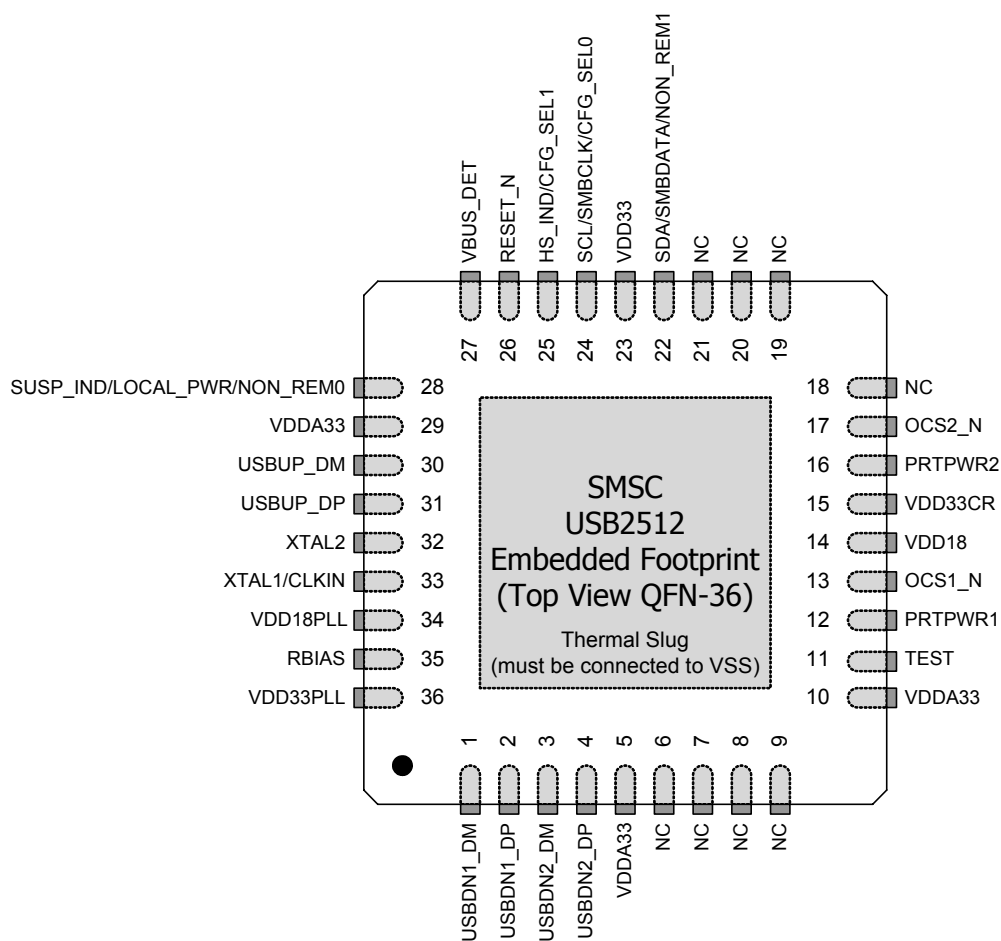 VBUS_DET
RESET_N
HS_IND/CFG_SEL1
SCL/SMBCLK/CFG_SEL0
VDD33
SDA/SMBDATA/NON_REM1
NC
NC
NC
27
26
25
24
23
22
21
20
19
SUSP_IND/LOCAL_PWR/NON_REM0 28
VDDA33 29
USBUP_DM 30
USBUP_DP 31
XTAL2 32
XTAL1/CLKIN 33
VDD18PLL 34
RBIAS 35
VDD33PLL 36
SMSC
USB2512
Embedded Footprint
(Top View QFN-36)
Thermal Slug
(must be connected to VSS)
18 NC
17 OCS2_N
16 PRTPWR2
15 VDD33CR
14 VDD18
13 OCS1_N
12 PRTPWR1
11 TEST
10 VDDA33
1
2
3
4
5
6
7
8
9
USBDN1_DM
USBDN1_DP
USBDN2_DM
USBDN2_DP
VDDA33
NC
NC
NC
NC